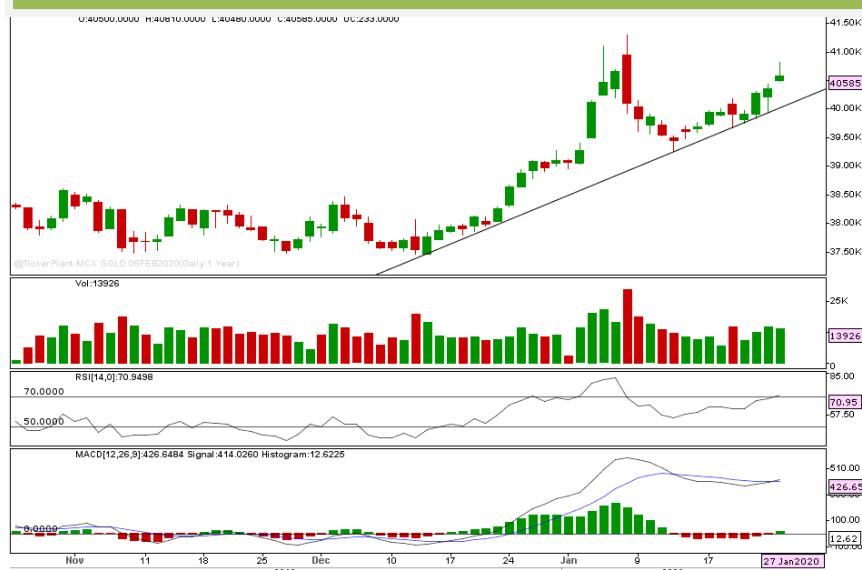 O:40500.0000 H:40810.0000 L:40480.0000 C:40585.0000 UC:233.0000
41.50K
41.00K
40585
40.00K
39.50K
39.00K
38.50K
38.00K
37.50K
@TickerPlant-MCX GOLD 05FEB2020(Daily:1 Year)
Vol:13926
25K
13926
0
RSI[14,0]:70.9498
85.00
70.0000
70.95
57.50
50.0000
MACD[12,26,9]:426.6484 Signal:414.0260 Histogram:12.6225
510.00
426.65
100.00
0.0000
12.62
Nov 11 18 25 Dec 10 17 24 Jan 9 17 27 Jan2020